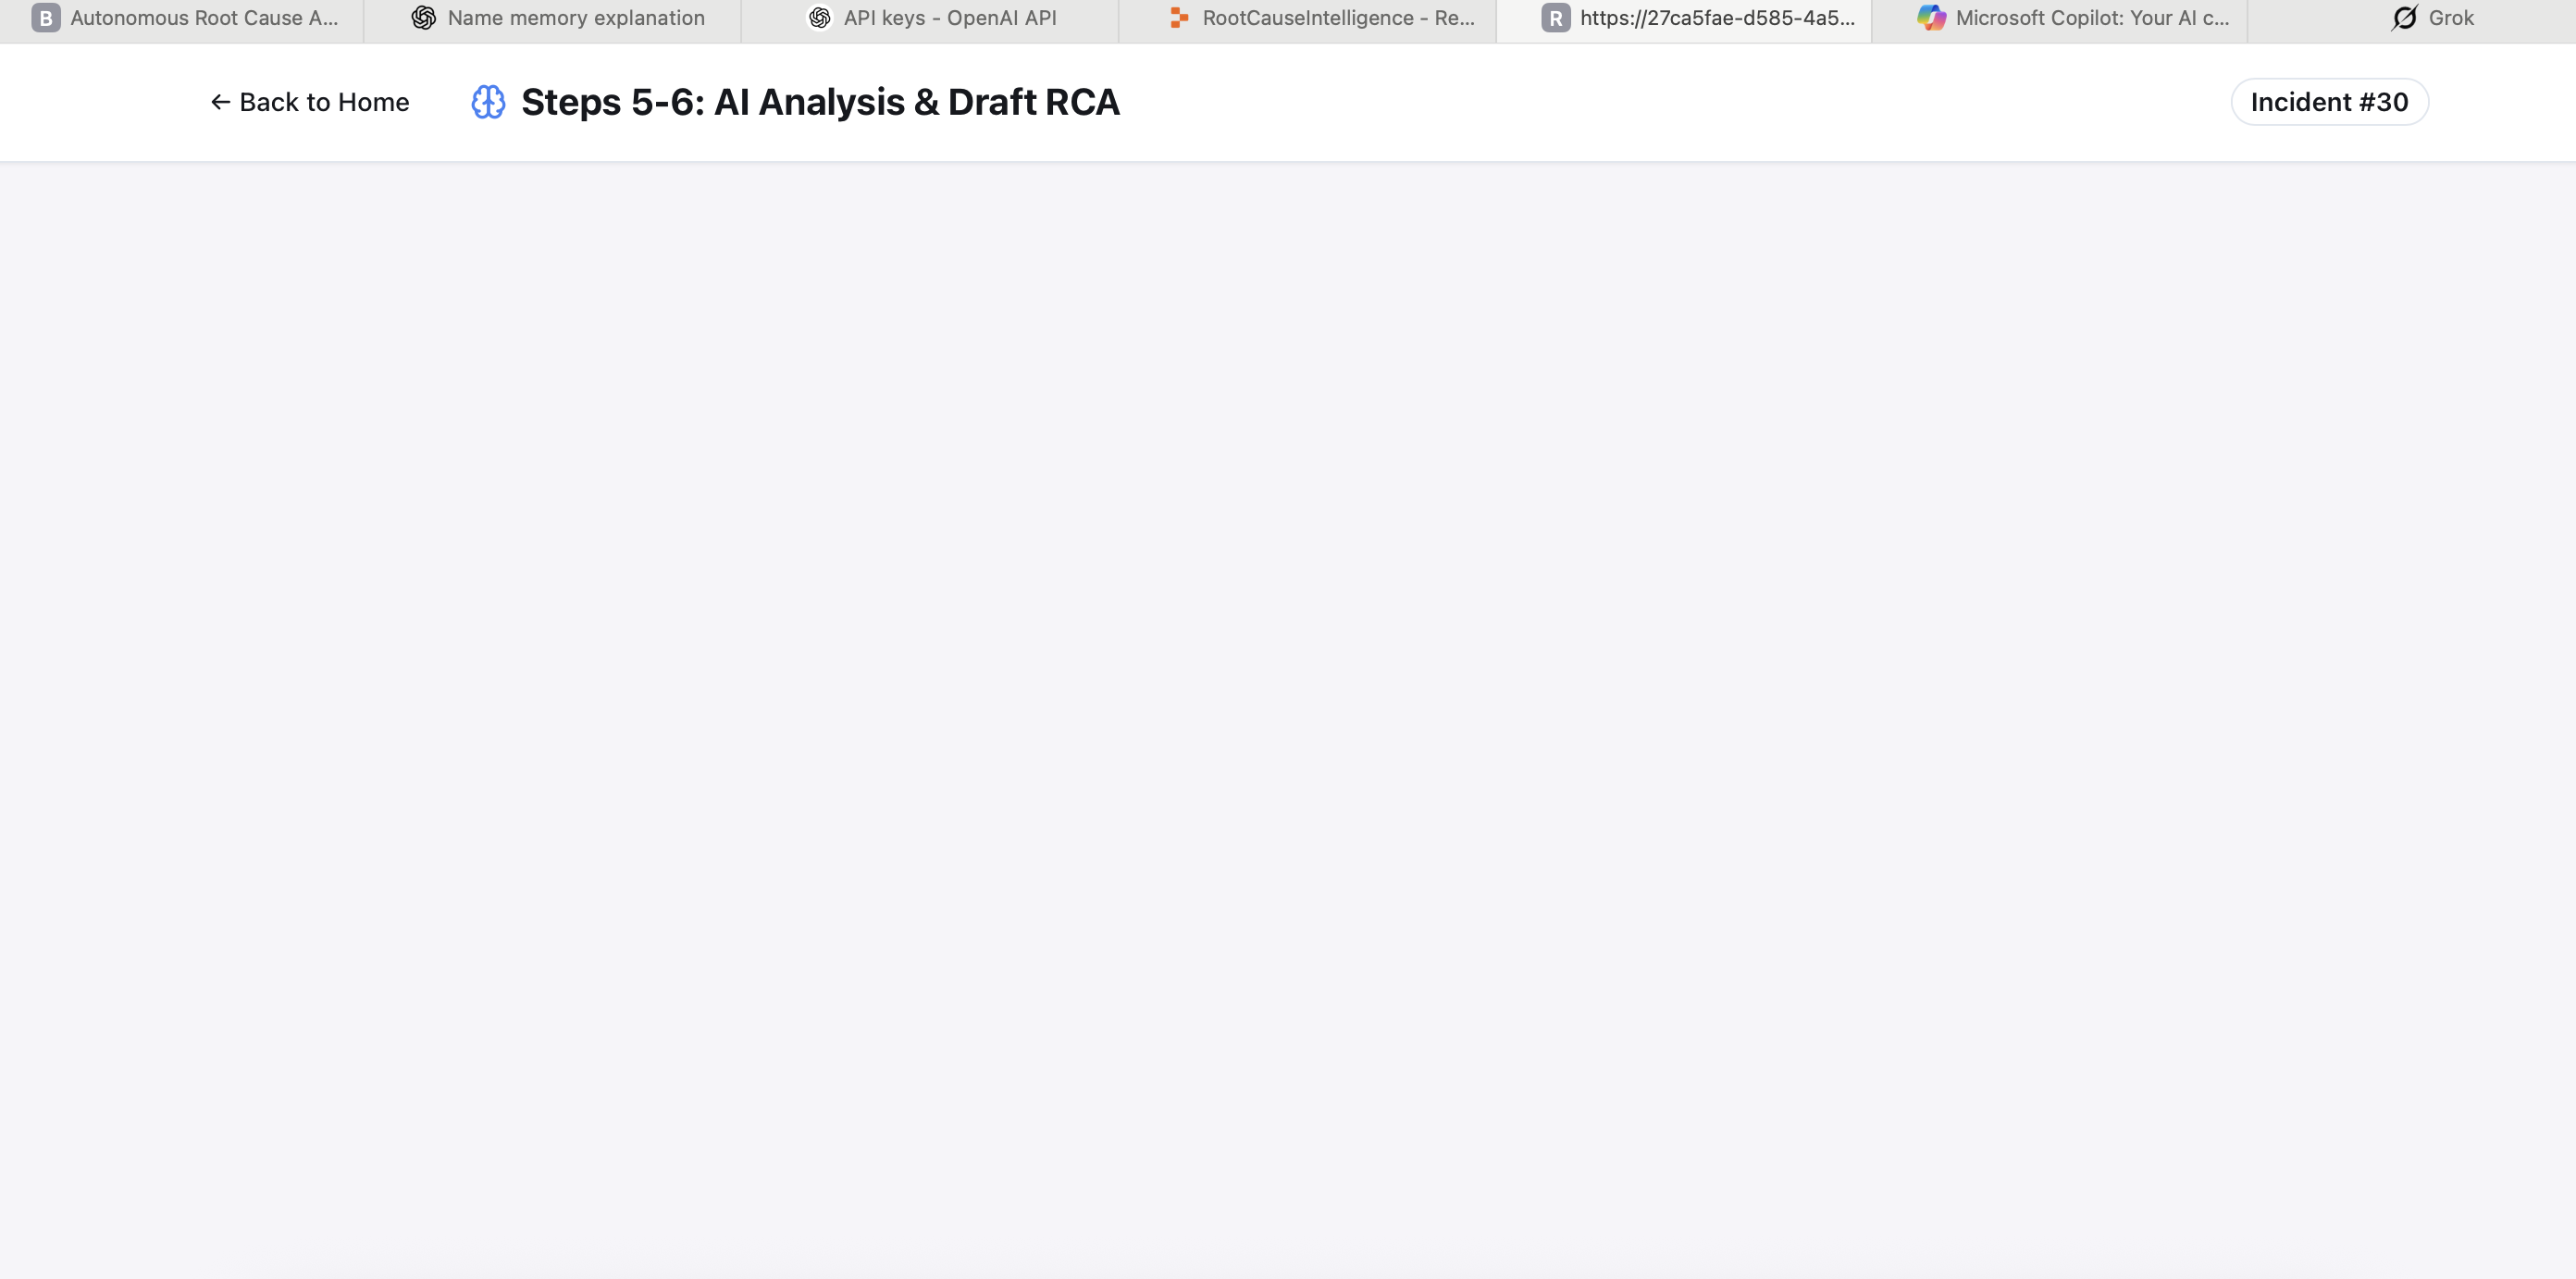 B Autonomous Root Cause A...
Name memory explanation
API keys - OpenAI API
RootCauseIntelligence - Re...
R https://27ca5fae-d585-4a5...
Microsoft Copilot: Your AI c...
Grok
← Back to Home
Steps 5-6: AI Analysis & Draft RCA
Incident #30